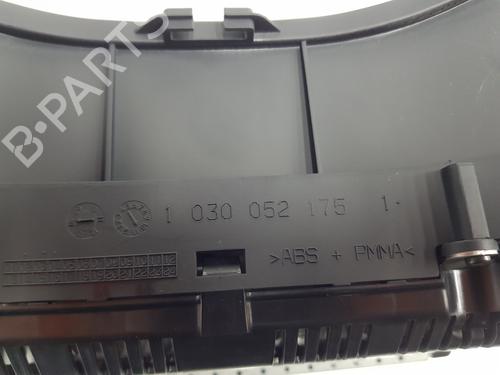 B-PARTS
1 030 052 175 1-
>ABS + PMMA<